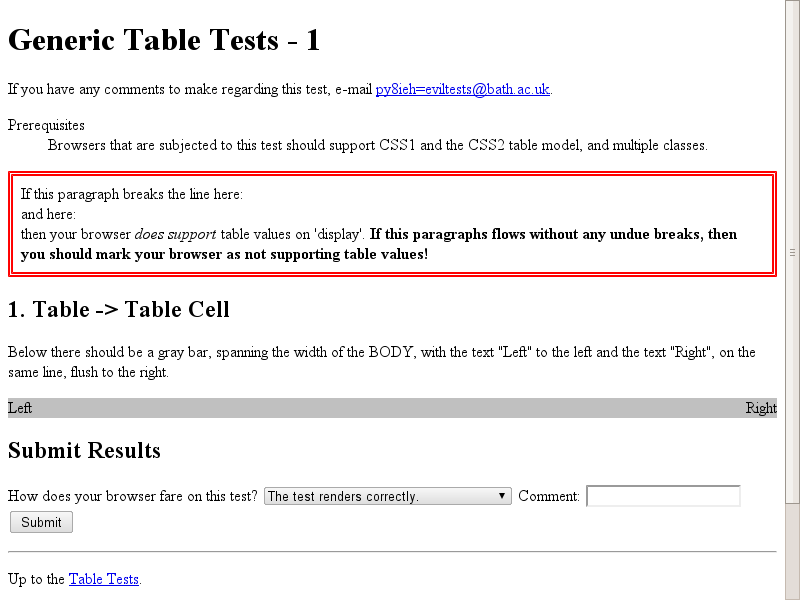 Generic Table Tests - 1
If you have any comments to make regarding this test, e-mail py8ieh=eviltests@bath.ac.uk.
Prerequisites
Browsers that are subjected to this test should support CSS1 and the CSS2 table model, and multiple classes.
If this paragraph breaks the line here:
and here:
then your browser does support table values on 'display'. If this paragraphs flows without any undue breaks, then
you should mark your browser as not supporting table values!
1. Table -> Table Cell
Below there should be a gray bar, spanning the width of the BODY, with the text "Left" to the left and the text "Right", on the
same line, flush to the right.
Left Right
Submit Results
How does your browser fare on this test? The test renders correctly. Comment:
Submit
Up to the Table Tests.